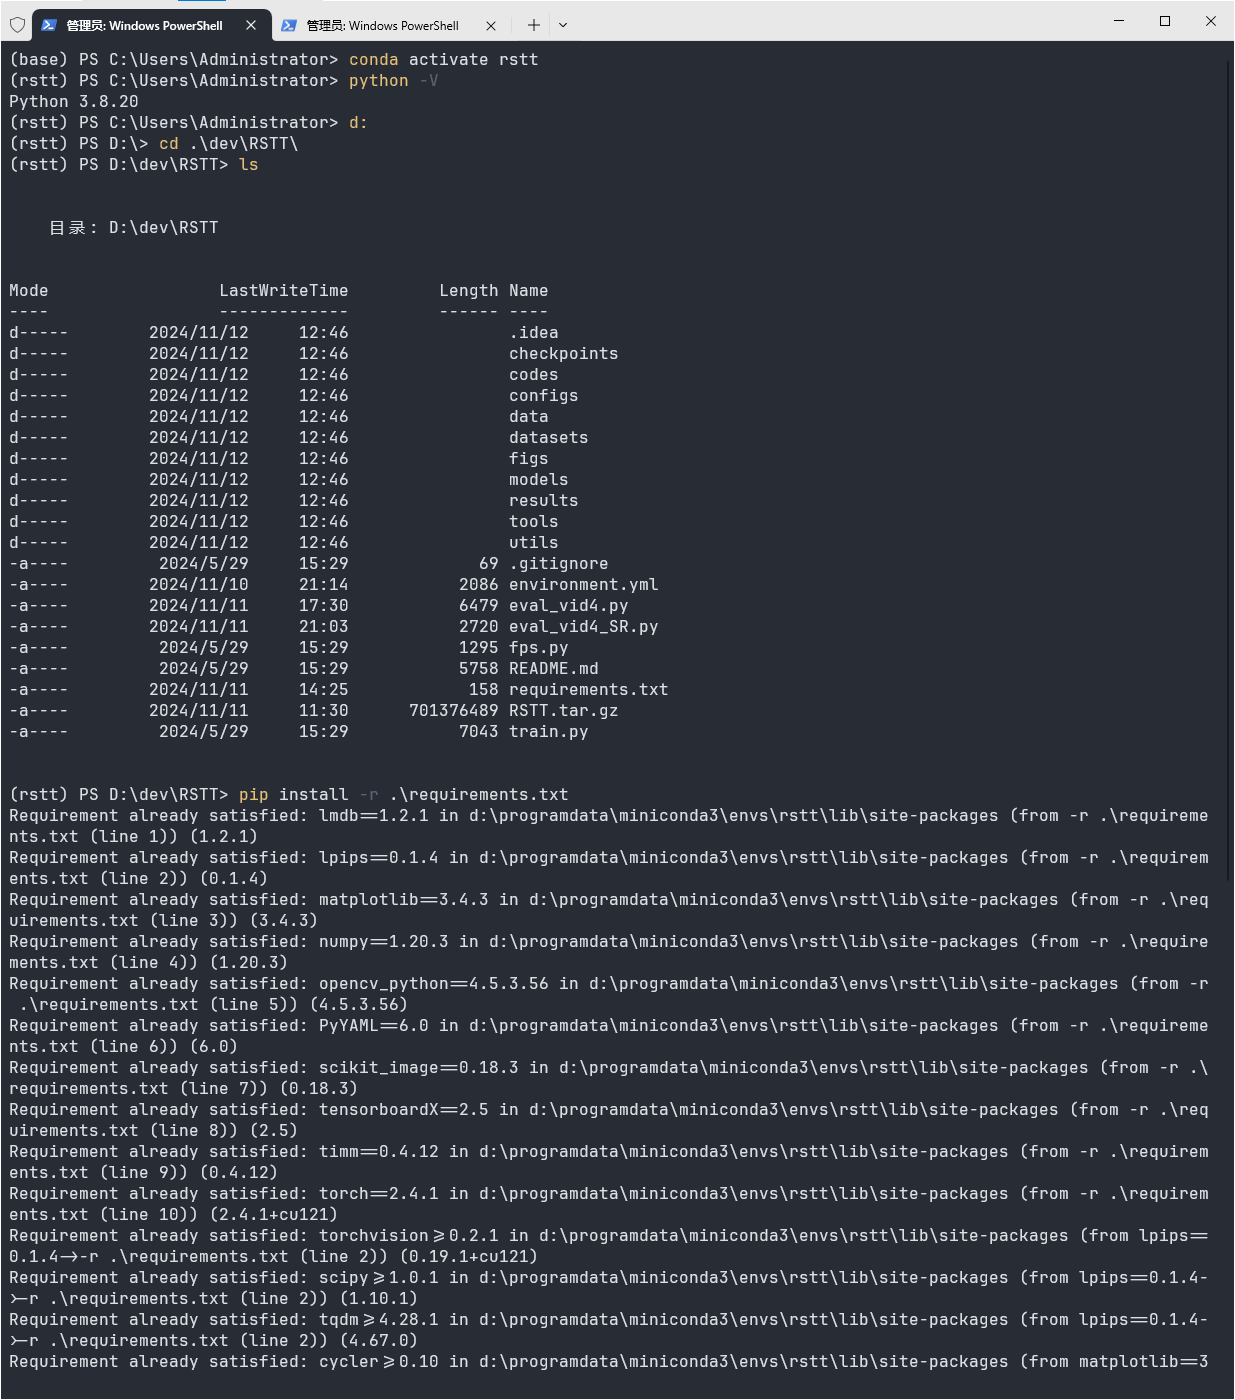 管理员: Windows PowerShell
管理员: Windows PowerShell
(base) PS C:\Users\Administrator> conda activate rstt
(rstt) PS C:\Users\Administrator> python -V
Python 3.8.20
(rstt) PS C:\Users\Administrator> d:
(rstt) PS D:\> cd .\dev\RSTT\
(rstt) PS D:\dev\RSTT> ls
目录: D:\dev\RSTT
Mode LastWriteTime Length Name
---- ------------- ------ ----
d----- 2024/11/12 12:46 .idea
d----- 2024/11/12 12:46 checkpoints
d----- 2024/11/12 12:46 codes
d----- 2024/11/12 12:46 configs
d----- 2024/11/12 12:46 data
d----- 2024/11/12 12:46 datasets
d----- 2024/11/12 12:46 figs
d----- 2024/11/12 12:46 models
d----- 2024/11/12 12:46 results
d----- 2024/11/12 12:46 tools
d----- 2024/11/12 12:46 utils
-a---- 2024/5/29 15:29 69 .gitignore
-a---- 2024/11/10 21:14 2086 environment.yml
-a---- 2024/11/11 17:30 6479 eval_vid4.py
-a---- 2024/11/11 21:03 2720 eval_vid4_SR.py
-a---- 2024/5/29 15:29 1295 fps.py
-a---- 2024/5/29 15:29 5758 README.md
-a---- 2024/11/11 14:25 158 requirements.txt
-a---- 2024/11/11 11:30 701376489 RSTT.tar.gz
-a---- 2024/5/29 15:29 7043 train.py
(rstt) PS D:\dev\RSTT> pip install -r .\requirements.txt
Requirement already satisfied: lmdb==1.2.1 in d:\programdata\miniconda3\envs\rstt\lib\site-packages (from -r .\requireme
nts.txt (line 1)) (1.2.1)
Requirement already satisfied: lpips==0.1.4 in d:\programdata\miniconda3\envs\rstt\lib\site-packages (from -r .\requirem
ents.txt (line 2)) (0.1.4)
Requirement already satisfied: matplotlib==3.4.3 in d:\programdata\miniconda3\envs\rstt\lib\site-packages (from -r .\req
uirements.txt (line 3)) (3.4.3)
Requirement already satisfied: numpy==1.20.3 in d:\programdata\miniconda3\envs\rstt\lib\site-packages (from -r .\require
ments.txt (line 4)) (1.20.3)
Requirement already satisfied: opencv_python==4.5.3.56 in d:\programdata\miniconda3\envs\rstt\lib\site-packages (from -r
.\requirements.txt (line 5)) (4.5.3.56)
Requirement already satisfied: PyYAML==6.0 in d:\programdata\miniconda3\envs\rstt\lib\site-packages (from -r .\requireme
nts.txt (line 6)) (6.0)
Requirement already satisfied: scikit_image==0.18.3 in d:\programdata\miniconda3\envs\rstt\lib\site-packages (from -r .\
requirements.txt (line 7)) (0.18.3)
Requirement already satisfied: tensorboardX==2.5 in d:\programdata\miniconda3\envs\rstt\lib\site-packages (from -r .\req
uirements.txt (line 8)) (2.5)
Requirement already satisfied: timm==0.4.12 in d:\programdata\miniconda3\envs\rstt\lib\site-packages (from -r .\requirem
ents.txt (line 9)) (0.4.12)
Requirement already satisfied: torch==2.4.1 in d:\programdata\miniconda3\envs\rstt\lib\site-packages (from -r .\requirem
ents.txt (line 10)) (2.4.1+cu121)
Requirement already satisfied: torchvision>=0.2.1 in d:\programdata\miniconda3\envs\rstt\lib\site-packages (from lpips==
0.1.4->-r .\requirements.txt (line 2)) (0.19.1+cu121)
Requirement already satisfied: scipy>=1.0.1 in d:\programdata\miniconda3\envs\rstt\lib\site-packages (from lpips==0.1.4-
>-r .\requirements.txt (line 2)) (1.10.1)
Requirement already satisfied: tqdm>=4.28.1 in d:\programdata\miniconda3\envs\rstt\lib\site-packages (from lpips==0.1.4-
>-r .\requirements.txt (line 2)) (4.67.0)
Requirement already satisfied: cycler>=0.10 in d:\programdata\miniconda3\envs\rstt\lib\site-packages (from matplotlib==3